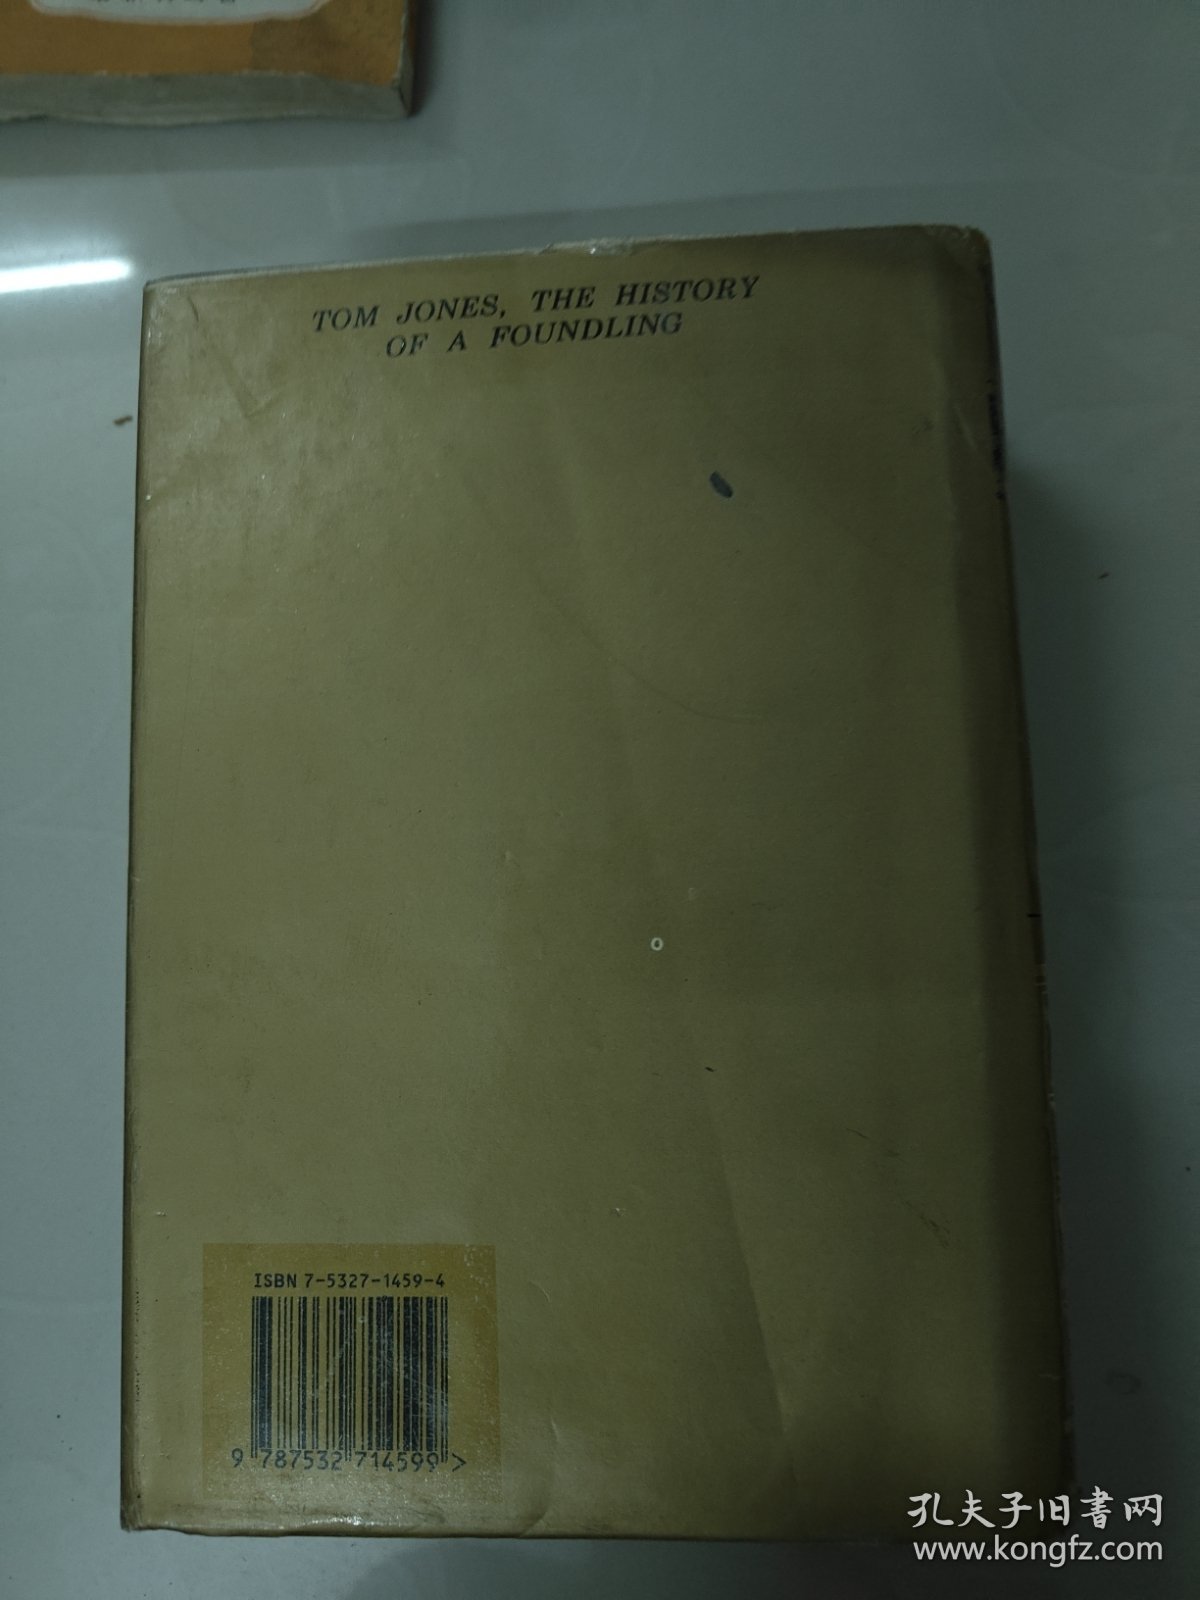 TOM JONES, THE HISTORY
OF A FOUNDLING
ISBN 7-5327-1459-4
9 787532 714599 >
孔夫子旧書网
www.kongfz.com